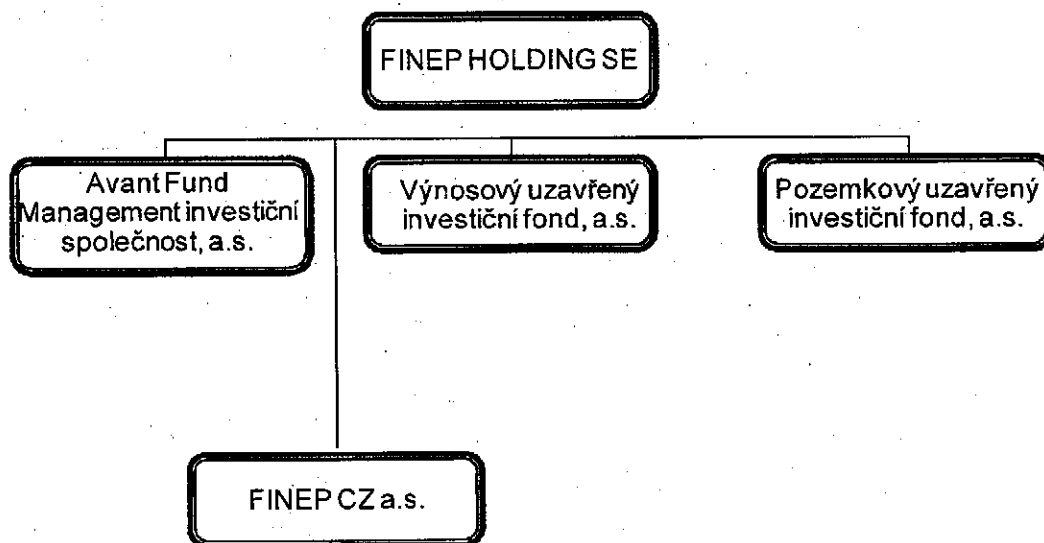 FINEP HOLDING SE
Avant Fund
Management investiční
společnost, a.s.
Výnosový uzavřený
investiční fond, a.s.
Pozemkový uzavřený
investiční fond, a.s.
FINEP CZ a.s.